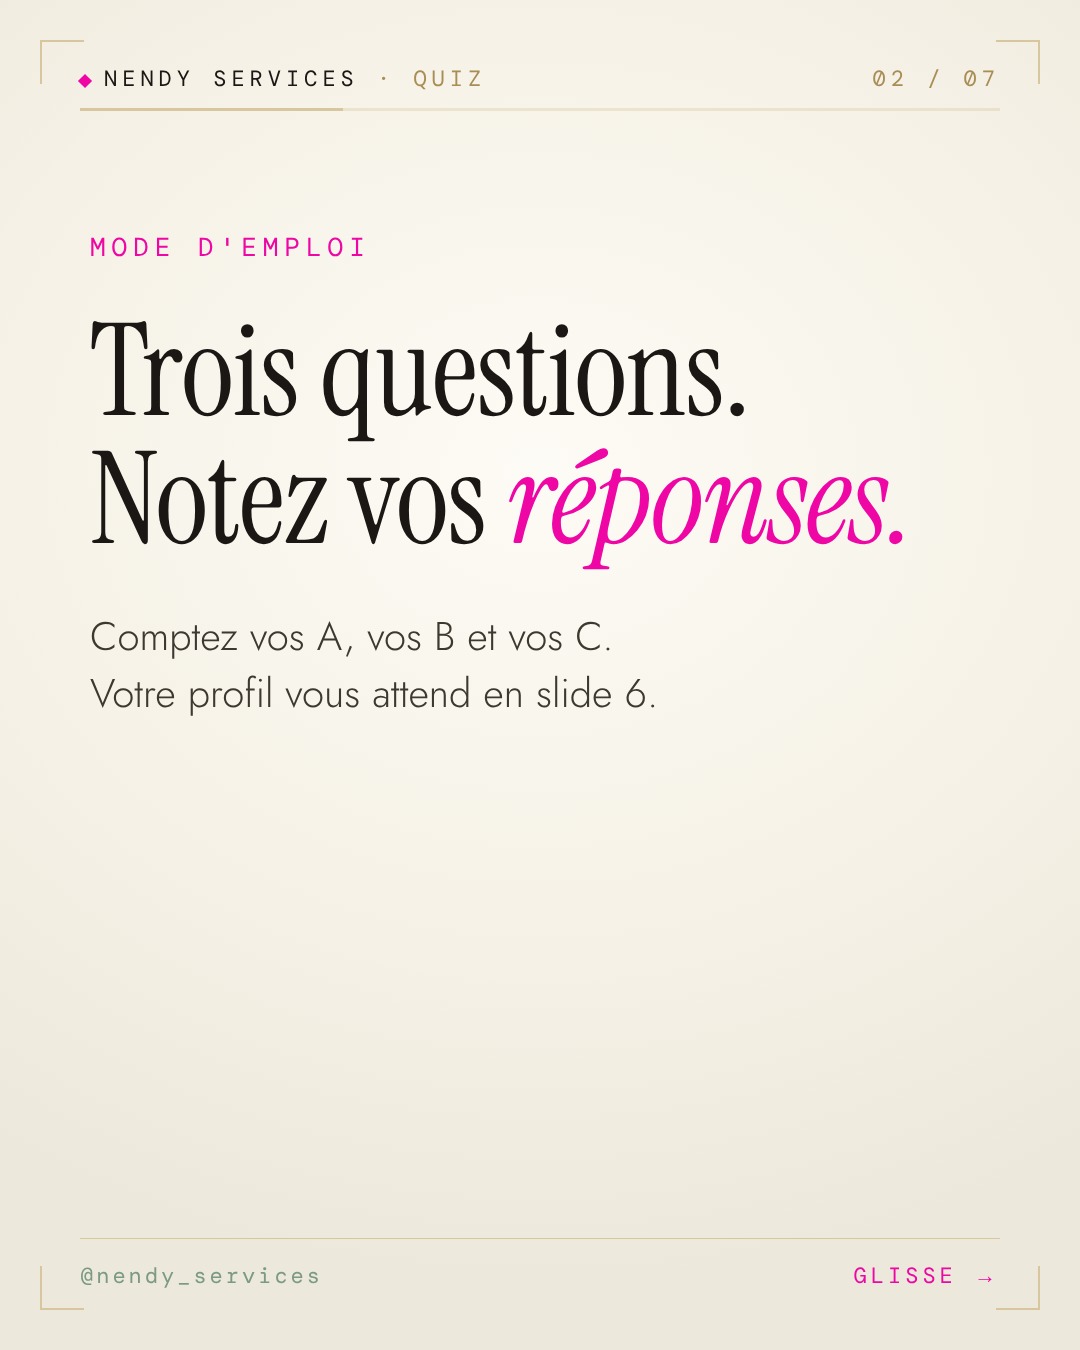 ◆ NENDY SERVICES · QUIZ
02 / 07
MODE D'EMPLOI
Trois questions.
Notez vos réponses.
Comptez vos A, vos B et vos C.
Votre profil vous attend en slide 6.
@nendy_services
GLISSE →